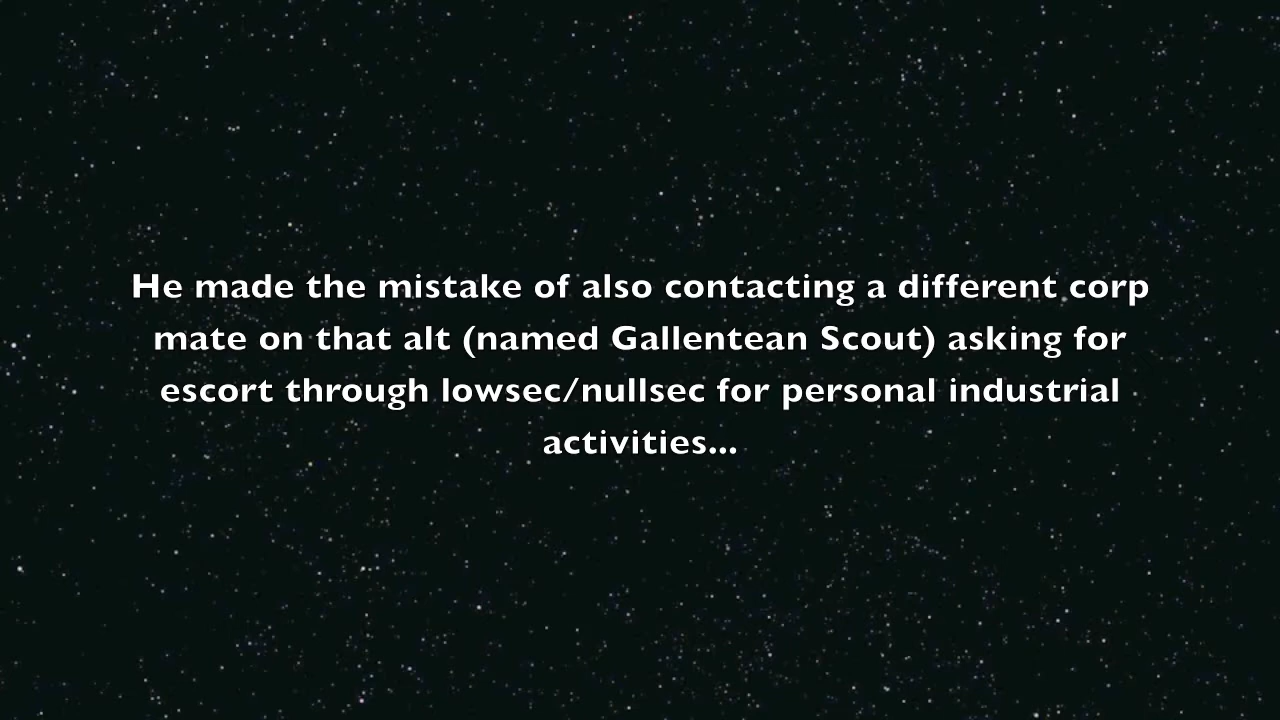 He made the mistake of also contacting a different corp
mate on that alt (named Gallentean Scout) asking for
escort through lowsec/nullsec for personal industrial
activities...